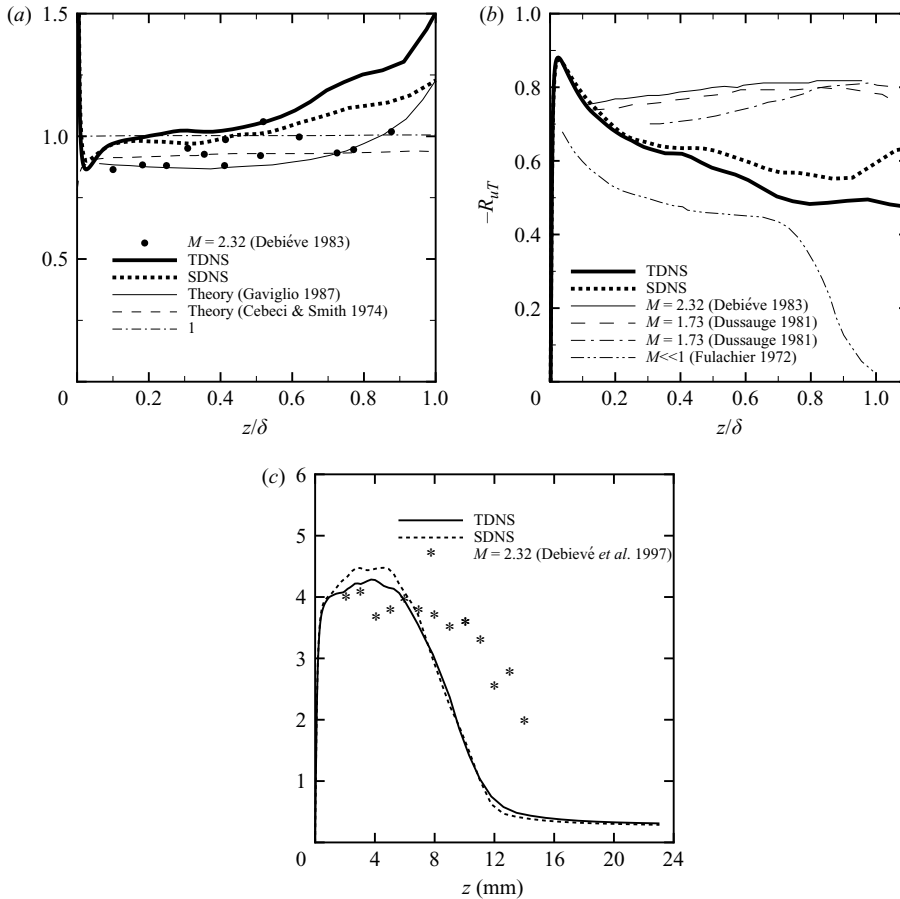 (a)
1.5
1.0
0.5
0
0.2
0.4
0.6
0.8
1.0
z/δ
M = 2.32 (Debiéve 1983)
TDNS
SDNS
Theory (Gaviglio 1987)
Theory (Cebeci & Smith 1974)
1
(b)
1.0
0.8
0.6
0.4
0.2
0
0.2
0.4
0.6
0.8
1.0
z/δ
−RuT
TDNS
SDNS
M = 2.32 (Debiéve 1983)
M = 1.73 (Dussauge 1981)
M = 1.73 (Dussauge 1981)
M<<1 (Fulachier 1972)
(c)
6
5
4
3
2
1
0
4
8
12
16
20
24
z (mm)
TDNS
SDNS
* M = 2.32 (Debievé et al. 1997)